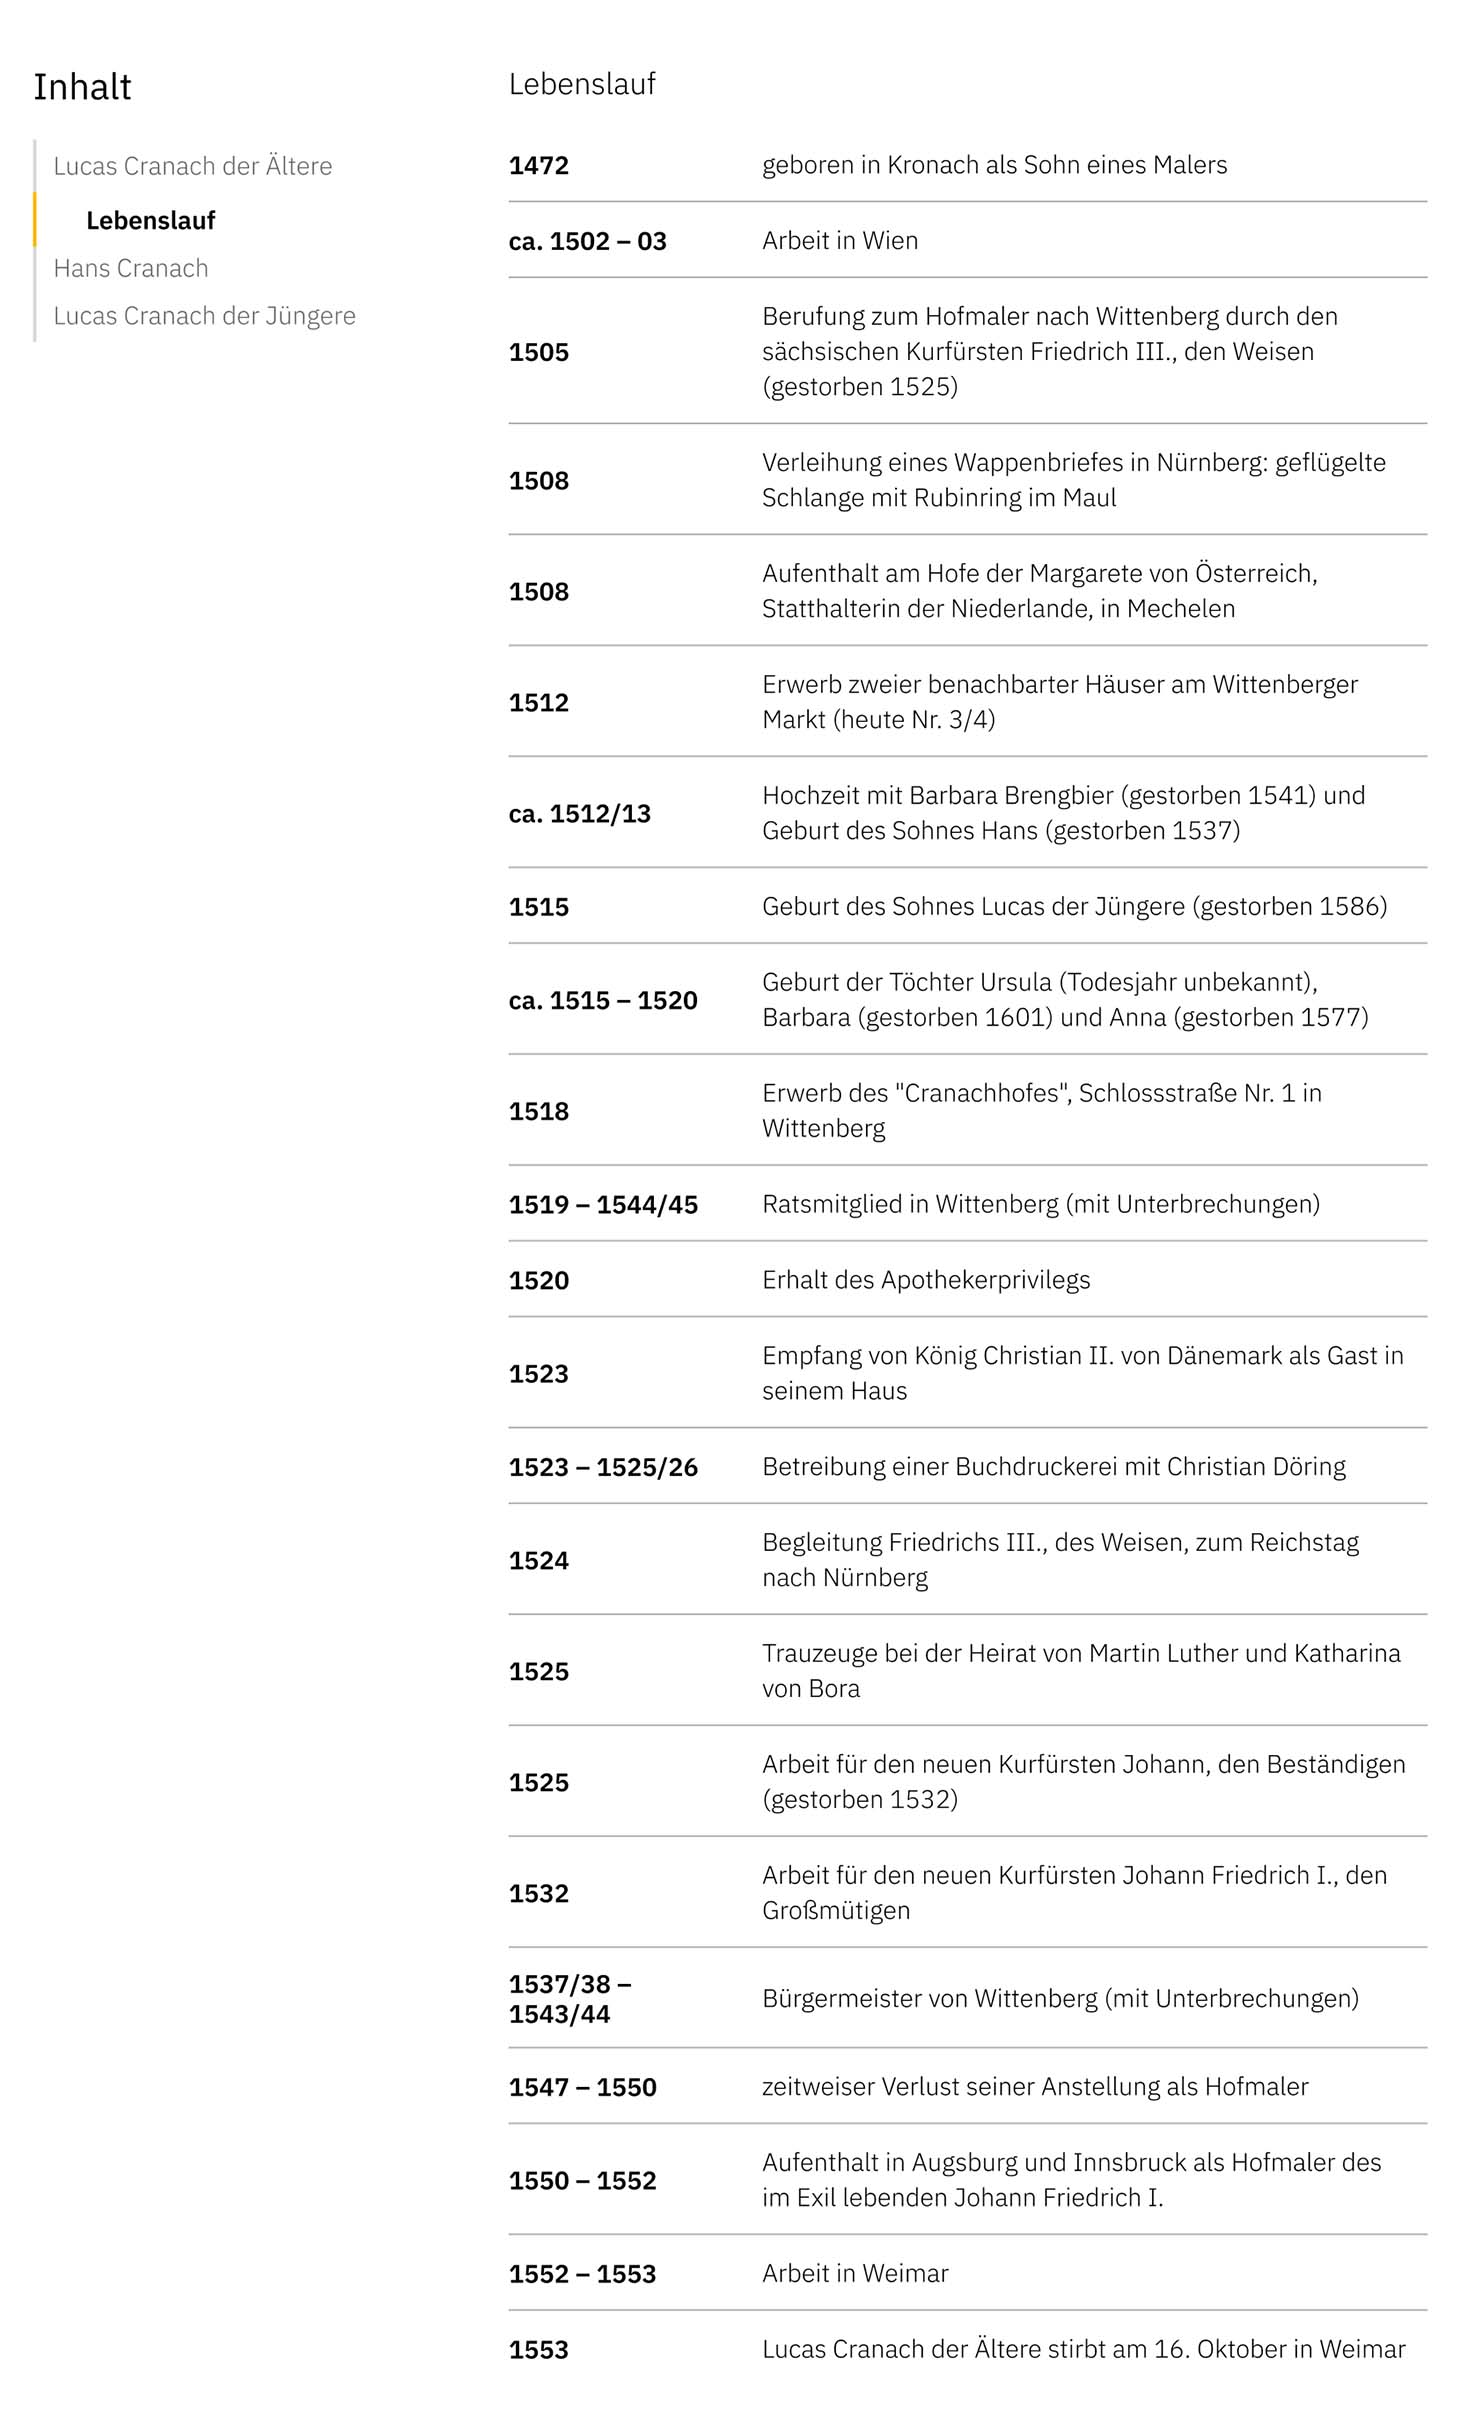 Inhalt
Lucas Cranach der Ältere
Lebenslauf
Hans Cranach
Lucas Cranach der Jüngere
Lebenslauf
1472 geboren in Kronach als Sohn eines Malers
ca. 1502 – 03 Arbeit in Wien
1505 Berufung zum Hofmaler nach Wittenberg durch den
sächsischen Kurfürsten Friedrich III., den Weisen
(gestorben 1525)
1508 Verleihung eines Wappenbriefes in Nürnberg: geflügelte
Schlange mit Rubinring im Maul
1508 Aufenthalt am Hofe der Margarete von Österreich,
Statthalterin der Niederlande, in Mechelen
1512 Erwerb zweier benachbarter Häuser am Wittenberger
Markt (heute Nr. 3/4)
ca. 1512/13 Hochzeit mit Barbara Brengbier (gestorben 1541) und
Geburt des Sohnes Hans (gestorben 1537)
1515 Geburt des Sohnes Lucas der Jüngere (gestorben 1586)
ca. 1515 – 1520 Geburt der Töchter Ursula (Todesjahr unbekannt),
Barbara (gestorben 1601) und Anna (gestorben 1577)
1518 Erwerb des "Cranachhofes", Schlossstraße Nr. 1 in
Wittenberg
1519 – 1544/45 Ratsmitglied in Wittenberg (mit Unterbrechungen)
1520 Erhalt des Apothekerprivilegs
1523 Empfang von König Christian II. von Dänemark als Gast in
seinem Haus
1523 – 1525/26 Betreibung einer Buchdruckerei mit Christian Döring
1524 Begleitung Friedrichs III., des Weisen, zum Reichstag
nach Nürnberg
1525 Trauzeuge bei der Heirat von Martin Luther und Katharina
von Bora
1525 Arbeit für den neuen Kurfürsten Johann, den Beständigen
(gestorben 1532)
1532 Arbeit für den neuen Kurfürsten Johann Friedrich I., den
Großmütigen
1537/38 –
1543/44 Bürgermeister von Wittenberg (mit Unterbrechungen)
1547 – 1550 zeitweiser Verlust seiner Anstellung als Hofmaler
1550 – 1552 Aufenthalt in Augsburg und Innsbruck als Hofmaler des
im Exil lebenden Johann Friedrich I.
1552 – 1553 Arbeit in Weimar
1553 Lucas Cranach der Ältere stirbt am 16. Oktober in Weimar